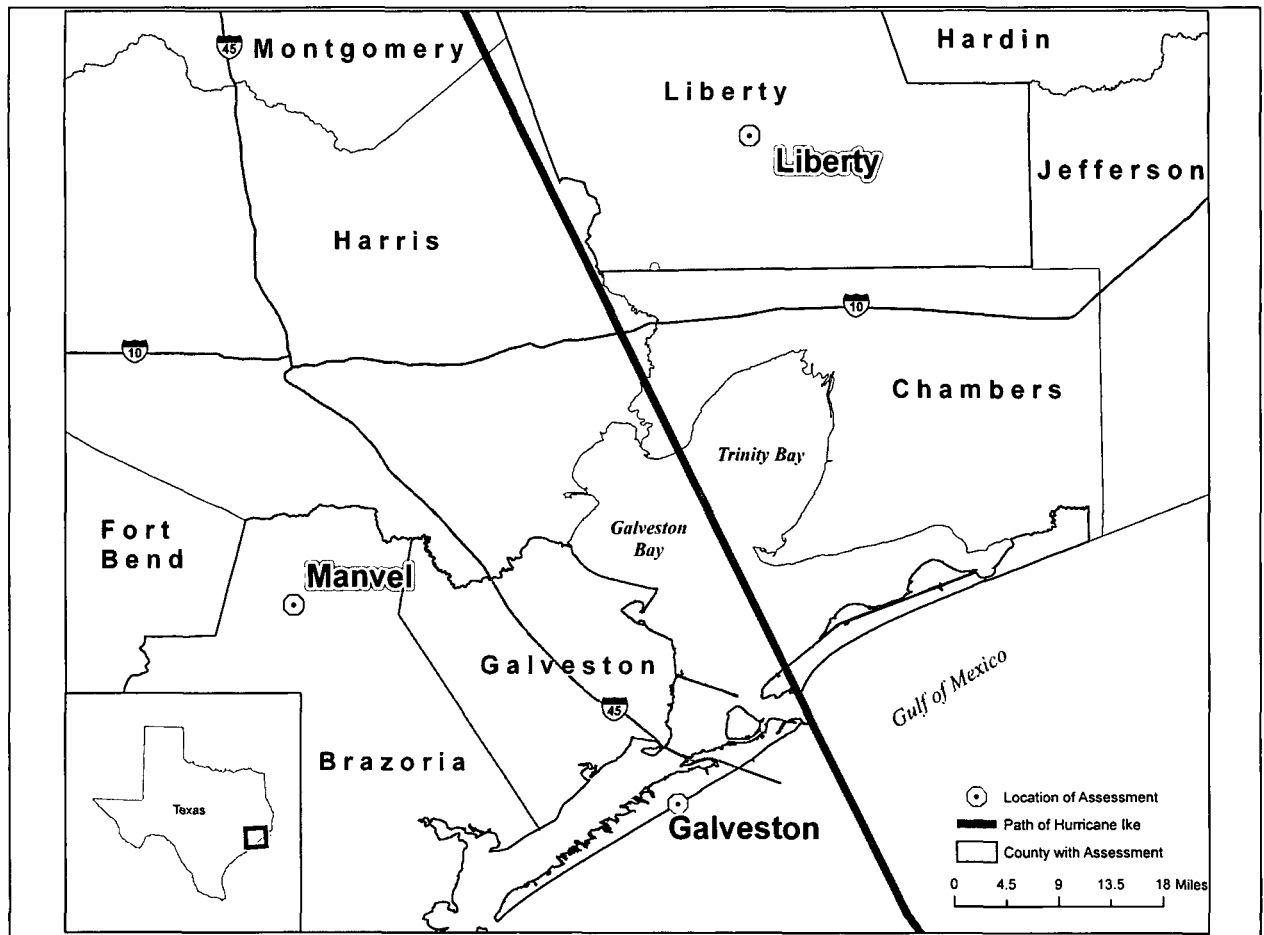 45
Montgomery
Hardin
Liberty
Liberty
Jefferson
Harris
10
10
Chambers
Trinity Bay
Fort
Bend
Galveston
Bay
Manvel
Galveston
Gulf of Mexico
45
Brazoria
Texas
Galveston
Location of Assessment
Path of Hurricane Ike
County with Assessment
0 4.5 9 13.5 18 Miles